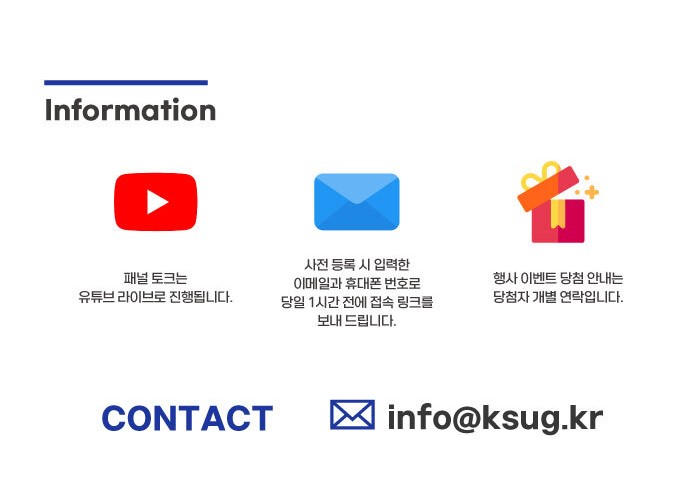 Information
패널 토크는
유튜브 라이브로 진행됩니다.
사전 등록 시 입력한
이메일과 휴대폰 번호로
당일 1시간 전에 접속 링크를
보내 드립니다.
행사 이벤트 당첨 안내는
당첨자 개별 연락입니다.
CONTACT
info@ksug.kr